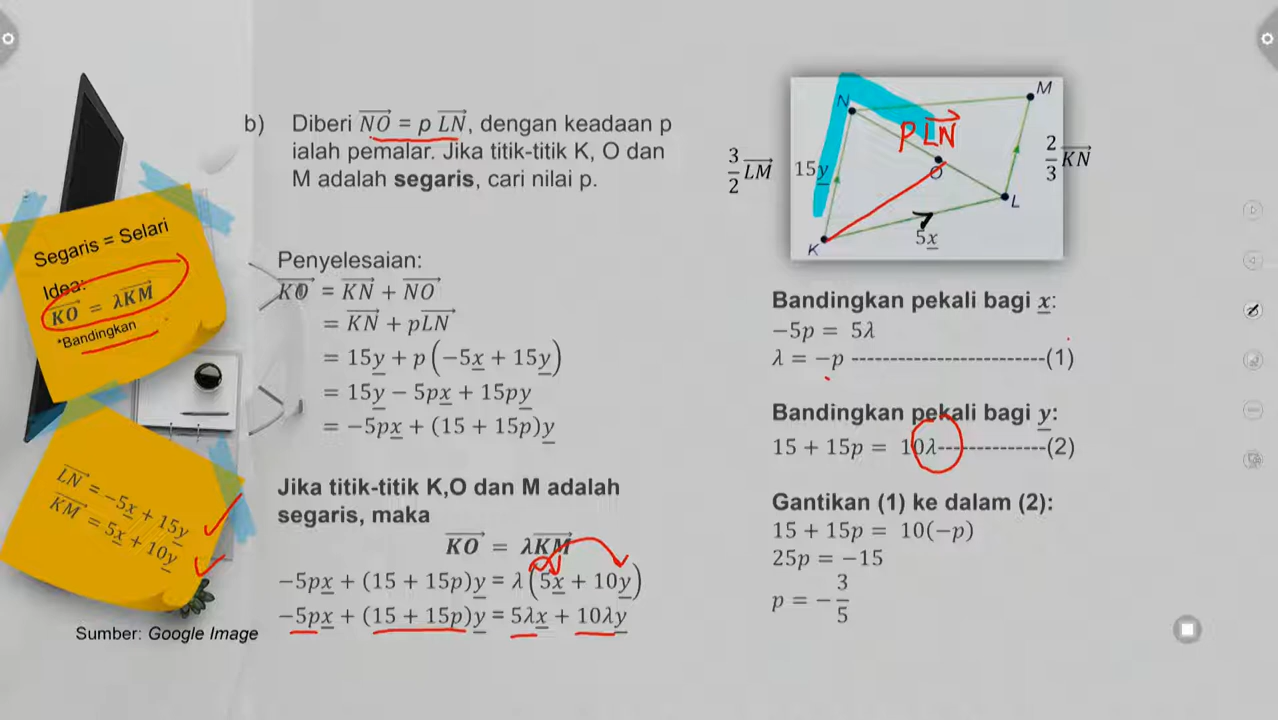 b) Diberi NO⃗ = p LN⃗, dengan keadaan p
ialah pemalar. Jika titik-titik K, O dan
M adalah segaris, cari nilai p.
Segaris = Selari
Idea:
KO⃗ = λKM⃗
*Bandingkan
LN⃗ = -5x̲ + 15y̲
KM⃗ = 5x̲ + 10y̲
Sumber: Google Image
Penyelesaian:
KO⃗ = KN⃗ + NO⃗
= KN⃗ + pLN⃗
= 15y̲ + p(-5x̲ + 15y̲)
= 15y̲ - 5px̲ + 15py̲
= -5px̲ + (15 + 15p)y̲
Jika titik-titik K,O dan M adalah
segaris, maka
KO⃗ = λKM⃗
-5px̲ + (15 + 15p)y̲ = λ(5x̲ + 10y̲)
-5px̲ + (15 + 15p)y̲ = 5λx̲ + 10λy̲
M
N
P LN⃗
3/2 LM⃗
15y̲
2/3 KN⃗
O
L
K
5x̲
Bandingkan pekali bagi x̲:
-5p = 5λ
λ = -p -------------------------(1)
Bandingkan pekali bagi y̲:
15 + 15p = 10λ--------------(2)
Gantikan (1) ke dalam (2):
15 + 15p = 10(-p)
25p = -15
p = -3/5